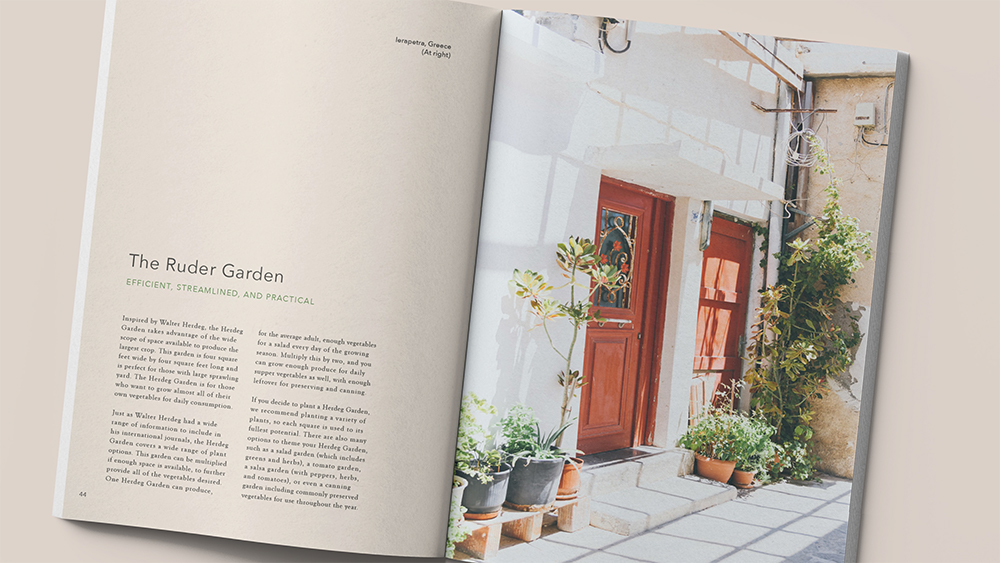 Ierapetra, Greece
(At right)
The Ruder Garden
EFFICIENT, STREAMLINED, AND PRACTICAL
Inspired by Walter Herdeg, the Herdeg
Garden takes advantage of the wide
scope of space available to produce the
largest crop. This garden is four square
feet wide by four square feet long and
is perfect for those with large sprawling
yard. The Herdeg Garden is for those
who want to grow almost all of their
own vegetables for daily consumption.
Just as Walter Herdeg had a wide
range of information to include in
his international journals, the Herdeg
Garden covers a wide range of plant
options. This garden can be multiplied
if enough space is available, to further
provide all of the vegetables desired.
One Herdeg Garden can produce,
for the average adult, enough vegetables
for a salad every day of the growing
season. Multiply this by two, and you
can grow enough produce for daily
supper vegetables as well, with enough
leftovers for preserving and canning.
If you decide to plant a Herdeg Garden,
we recommend planting a variety of
plants, so each square is used to its
fullest potential. There are also many
options to theme your Herdeg Garden,
such as a salad garden (which includes
greens and herbs), a tomato garden,
a salsa garden (with peppers, herbs,
and tomatoes), or even a canning
garden including commonly preserved
vegetables for use throughout the year.
44